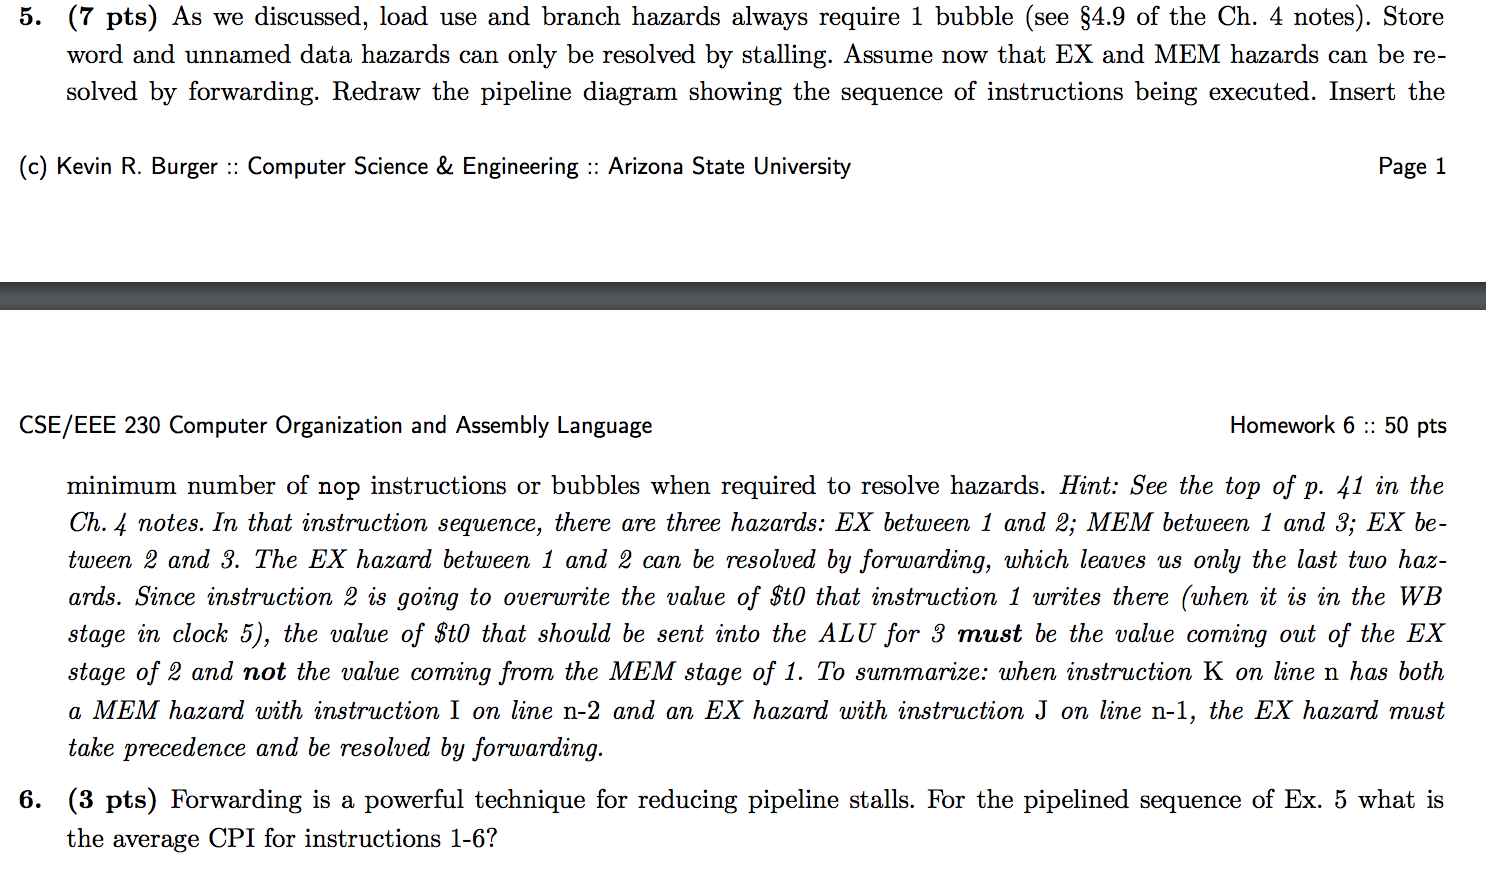 5. (7 pts) As we discussed, load use and branch hazards always require 1 bubble (see §4.9 of the Ch. 4 notes). Store
word and unnamed data hazards can only be resolved by stalling. Assume now that EX and MEM hazards can be re-
solved by forwarding. Redraw the pipeline diagram showing the sequence of instructions being executed. Insert the
(c) Kevin R. Burger :: Computer Science & Engineering :: Arizona State University Page 1
CSE/EEE 230 Computer Organization and Assembly Language Homework 6 :: 50 pts
minimum number of nop instructions or bubbles when required to resolve hazards. Hint: See the top of p. 41 in the
Ch. 4 notes. In that instruction sequence, there are three hazards: EX between 1 and 2; MEM between 1 and 3; EX be-
tween 2 and 3. The EX hazard between 1 and 2 can be resolved by forwarding, which leaves us only the last two haz-
ards. Since instruction 2 is going to overwrite the value of $t0 that instruction 1 writes there (when it is in the WB
stage in clock 5), the value of $t0 that should be sent into the ALU for 3 must be the value coming out of the EX
stage of 2 and not the value coming from the MEM stage of 1. To summarize: when instruction K on line n has both
a MEM hazard with instruction I on line n-2 and an EX hazard with instruction J on line n-1, the EX hazard must
take precedence and be resolved by forwarding.
6. (3 pts) Forwarding is a powerful technique for reducing pipeline stalls. For the pipelined sequence of Ex. 5 what is
the average CPI for instructions 1-6?